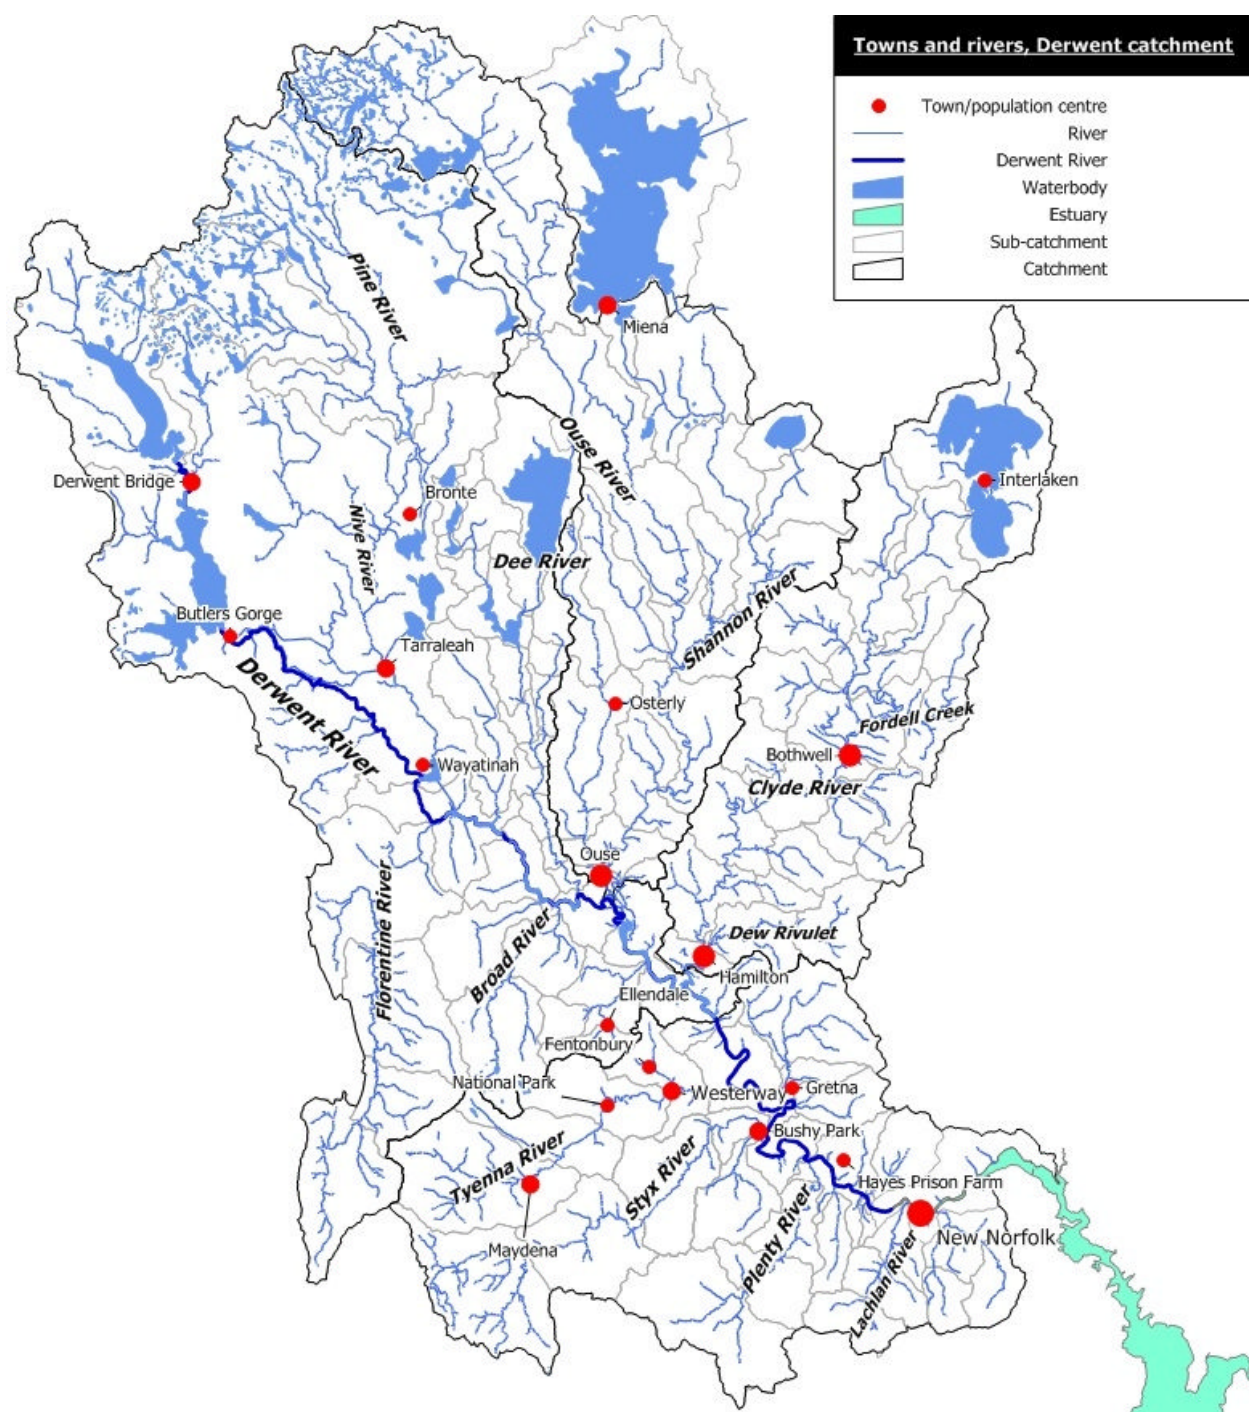 Towns and rivers, Derwent catchment
Town/population centre
River
Derwent River
Waterbody
Estuary
Sub-catchment
Catchment
Pine River
Miena
Ouse River
Derwent Bridge
Bronte
Interlaken
Nive River
Dee River
Shannon River
Butlers Gorge
Tarraleah
Derwent River
Osterly
Fordell Creek
Bothwell
Wayatinah
Clyde River
Ouse
Florentine River
Broad River
Dew Rivulet
Hamilton
Ellendale
Fentonbury
National Park
Westerway
Gretna
Bushy Park
Tyenna River
Styx River
Hayes Prison Farm
Plenty River
New Norfolk
Maydena
Lachlan River